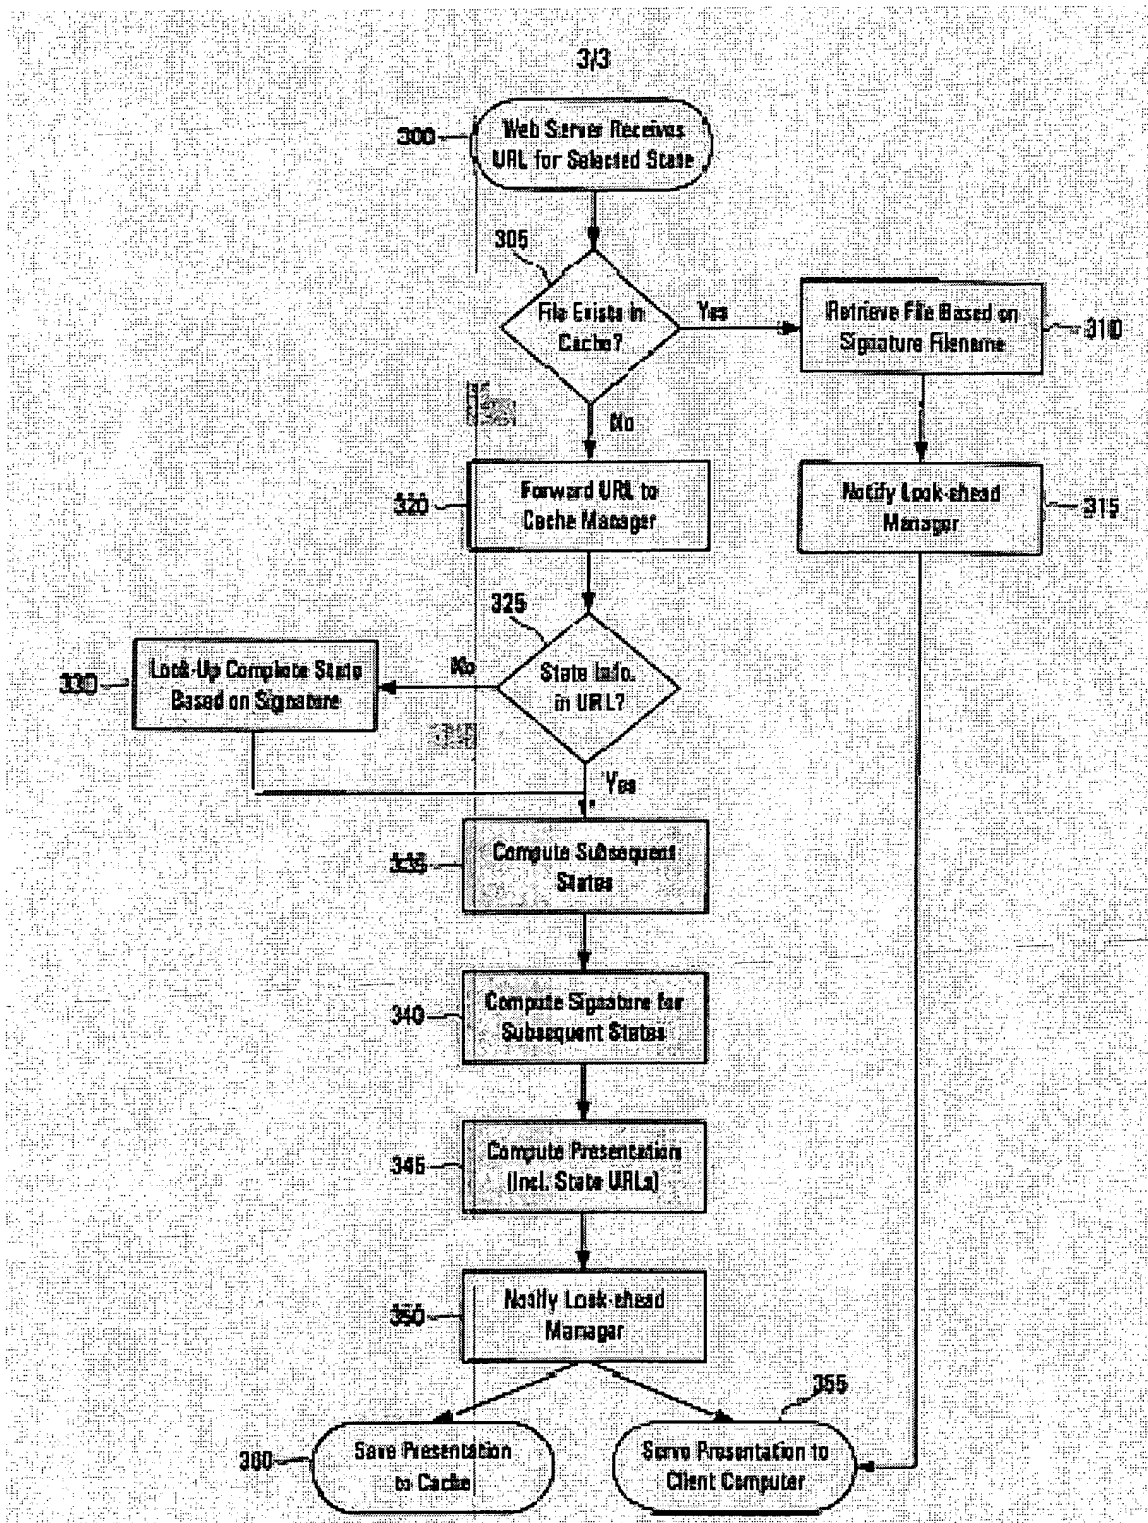 3/3
300
Web Server Receives
URL for Selected State
305
File Exists in
Cache?
Yes
Retrieve File Based on
Signature Filename
310
No
320
Forward URL to
Cache Manager
Notify Look-ahead
Manager
315
325
330
Look-Up Complete State
Based on Signature
No
State Info.
in URL?
Yes
335
Compute Subsequent
States
340
Compute Signature for
Subsequent States
345
Compute Presentation
(Incl. State URLs)
350
Notify Look-ahead
Manager
355
360
Save Presentation
to Cache
Serve Presentation to
Client Computer